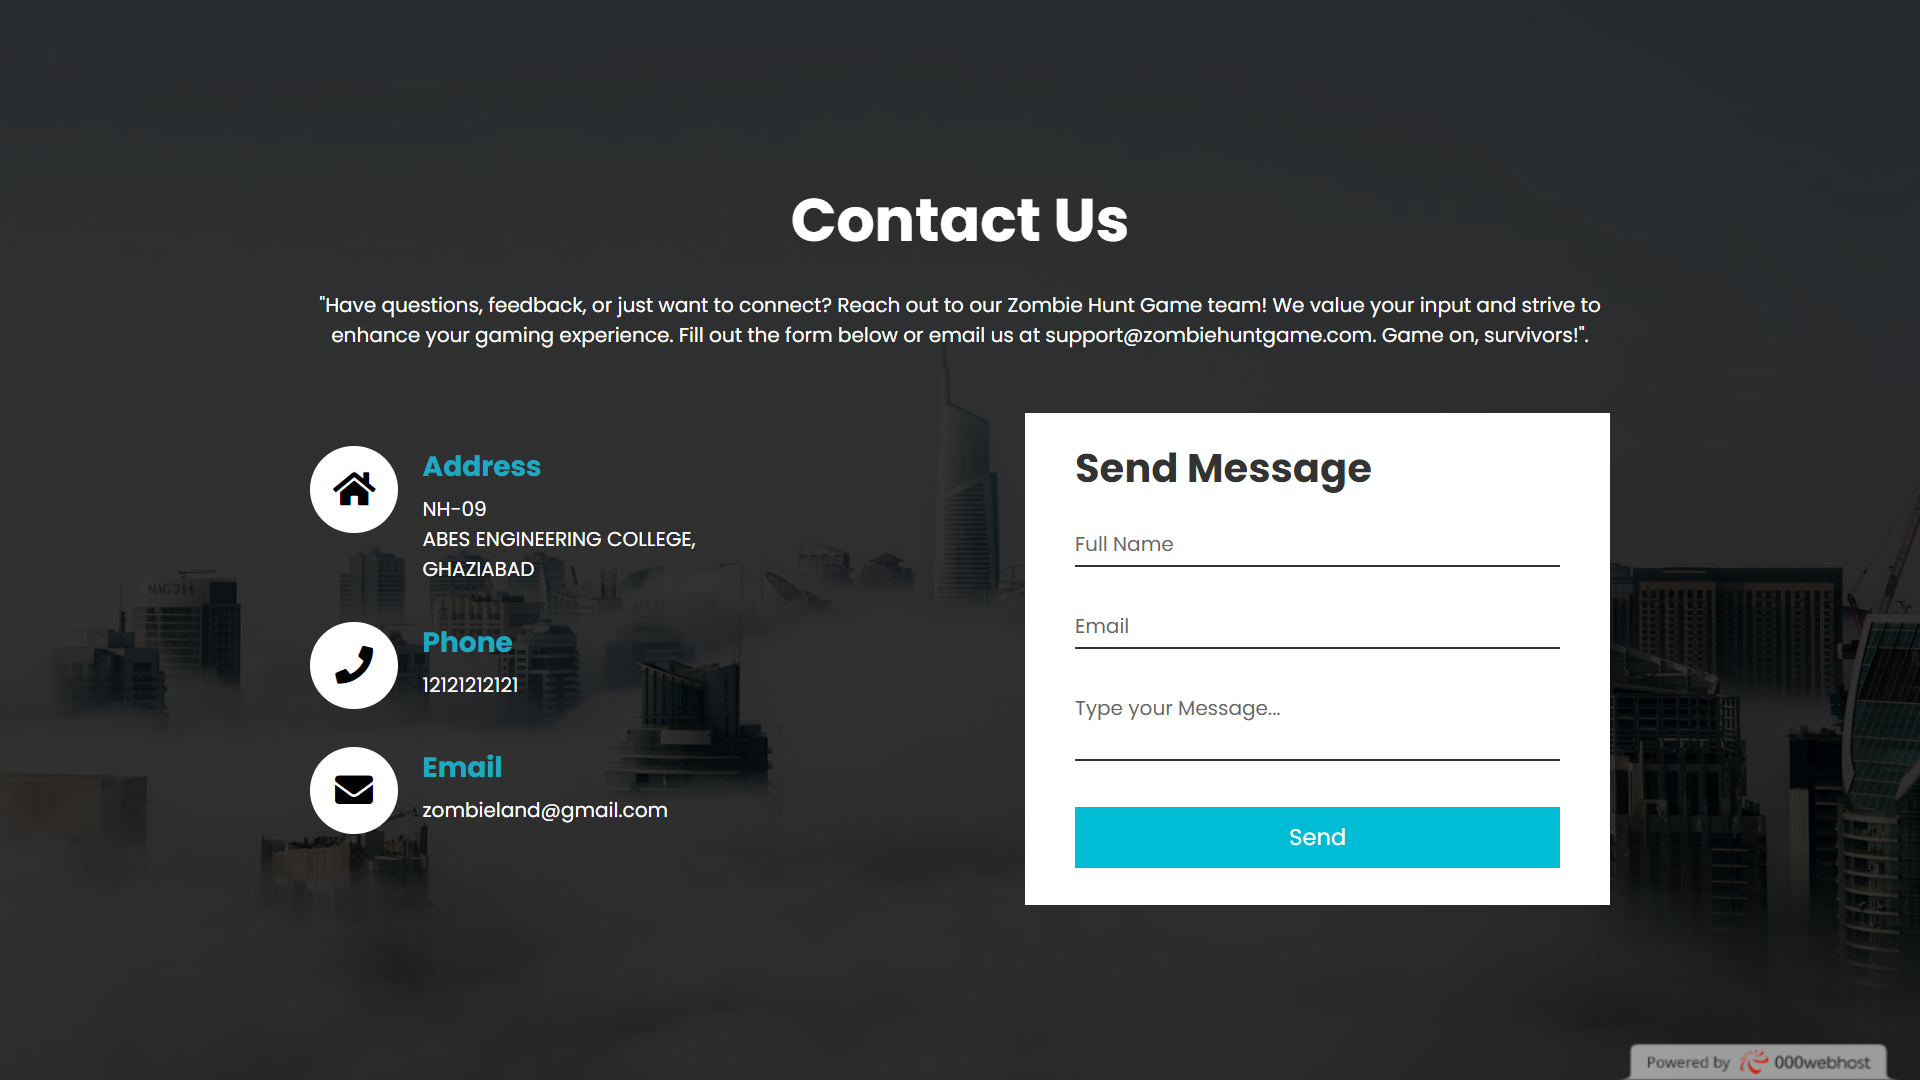 Contact Us
"Have questions, feedback, or just want to connect? Reach out to our Zombie Hunt Game team! We value your input and strive to
enhance your gaming experience. Fill out the form below or email us at support@zombiehuntgame.com. Game on, survivors!".
Address
NH-09
ABES ENGINEERING COLLEGE,
GHAZIABAD
Phone
12121212121
Email
zombieland@gmail.com
Send Message
Full Name
Email
Type your Message...
Send
MAG 214
Powered by 000webhost